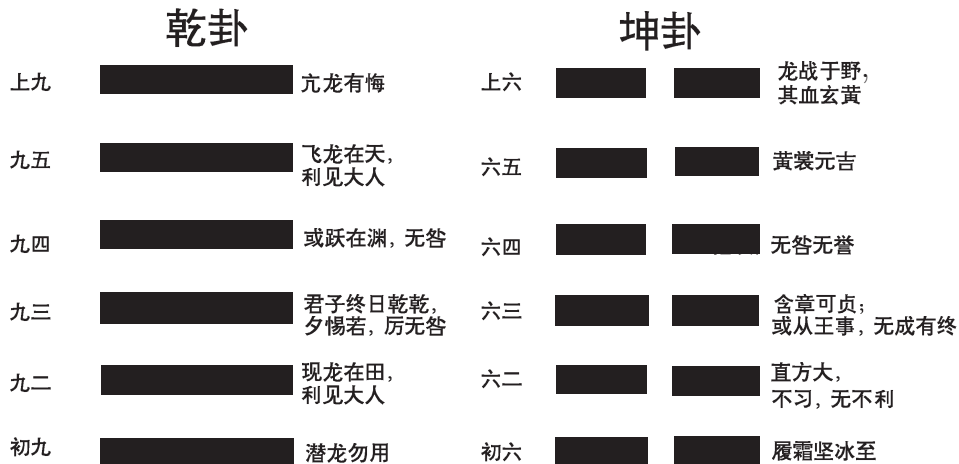 乾卦
上九
亢龙有悔
九五
飞龙在天,
利见大人
九四
或跃在渊, 无咎
九三
君子终日乾乾,
夕惕若, 厉无咎
九二
现龙在田,
利见大人
初九
潜龙勿用
坤卦
上六
龙战于野,
其血玄黄
六五
黄裳元吉
六四
无咎无誉
六三
含章可贞;
或从王事, 无成有终
六二
直方大,
不习, 无不利
初六
履霜坚冰至